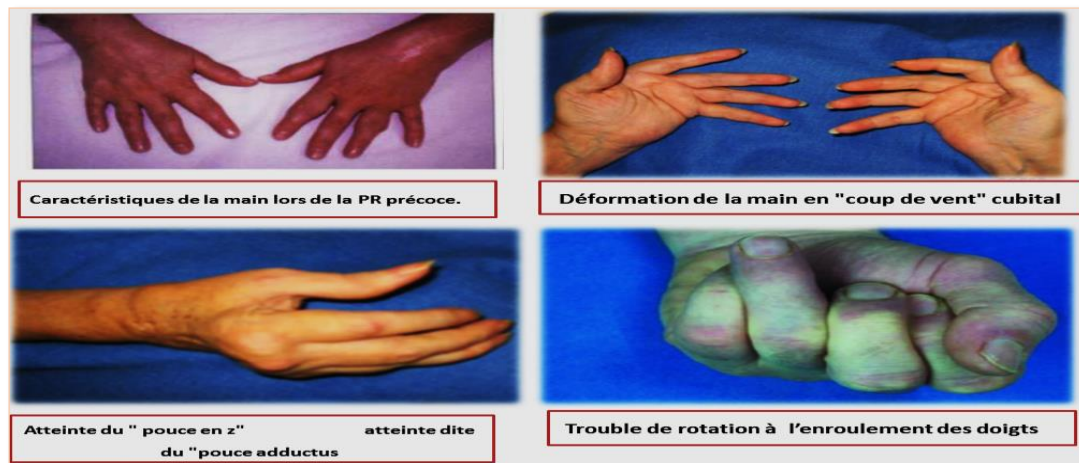 Caractéristiques de la main lors de la PR précoce.
Déformation de la main en "coup de vent" cubital
Atteinte du " pouce en z" atteinte dite
du "pouce adductus
Trouble de rotation à l'enroulement des doigts